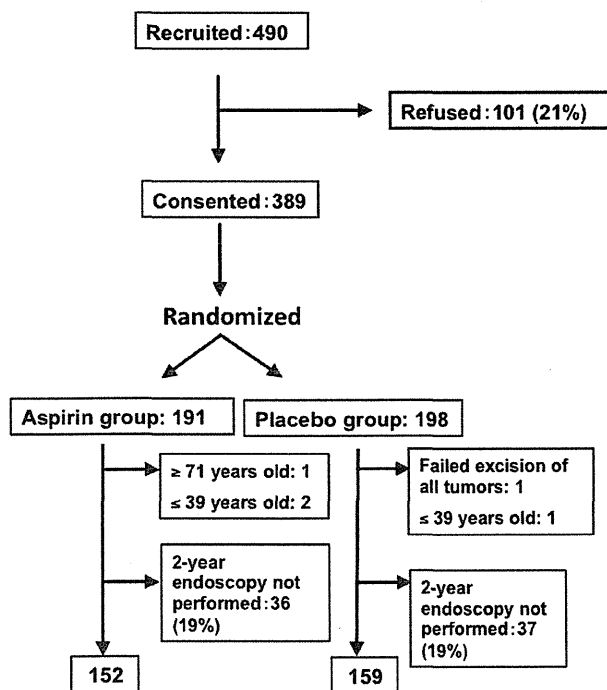 Recruited:490
Refused:101 (21%)
Consented:389
Randomized
Aspirin group: 191
Placebo group: 198
≥ 71 years old: 1
≤ 39 years old: 2
Failed excision of
all tumors: 1
≤ 39 years old: 1
2-year
endoscopy not
performed:36
(19%)
2-year
endoscopy not
performed:37
(19%)
152
159